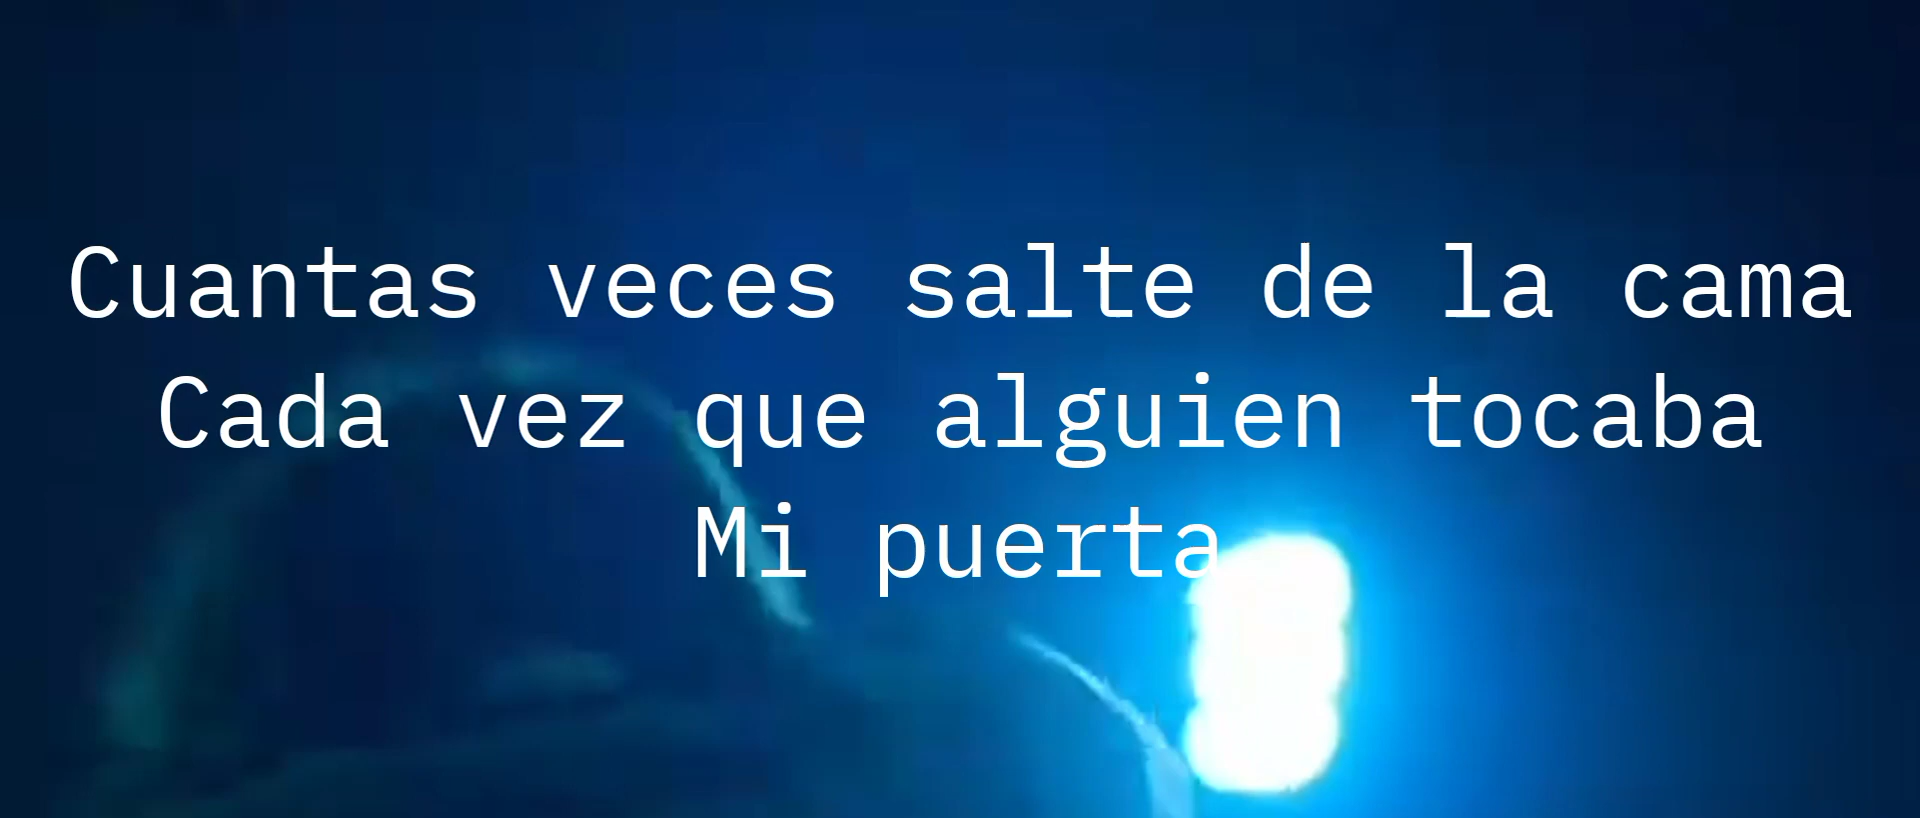 Cuantas veces salte de la cama
Cada vez que alguien tocaba
Mi puerta